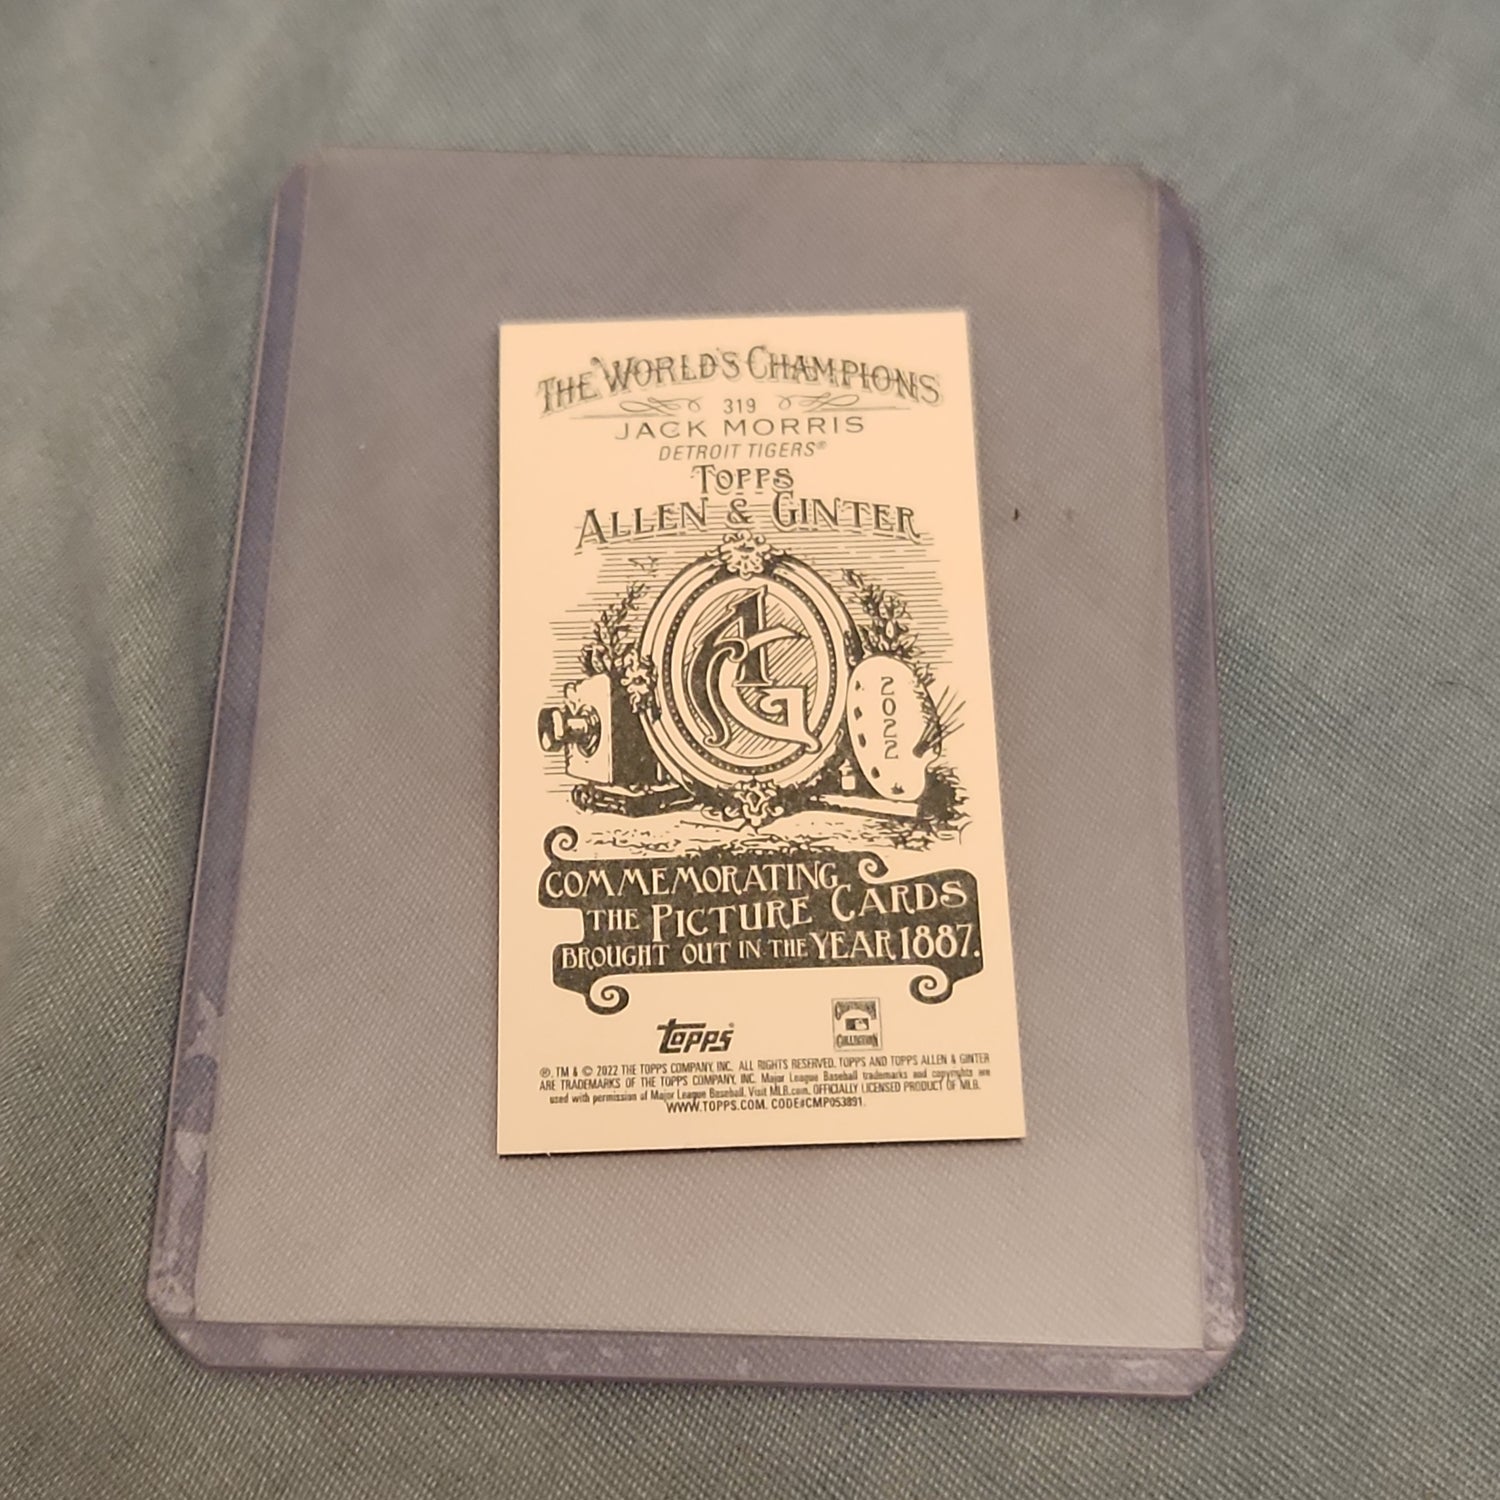 THE WORLD'S CHAMPIONS
319
JACK MORRIS
DETROIT TIGERS®
TOPPS
ALLEN & GINTER
A
G
2022
COMMEMORATING
THE PICTURE CARDS
BROUGHT OUT IN THE YEAR 1887.
topps®
COOPERSTOWN
COLLECTION
®, TM & © 2022 THE TOPPS COMPANY, INC. ALL RIGHTS RESERVED. TOPPS AND TOPPS ALLEN & GINTER
ARE TRADEMARKS OF THE TOPPS COMPANY, INC. Major League Baseball trademarks and copyrights are
used with permission of Major League Baseball. Visit MLB.com. OFFICIALLY LICENSED PRODUCT OF MLB.
WWW.TOPPS.COM. CODE#CMP053891.